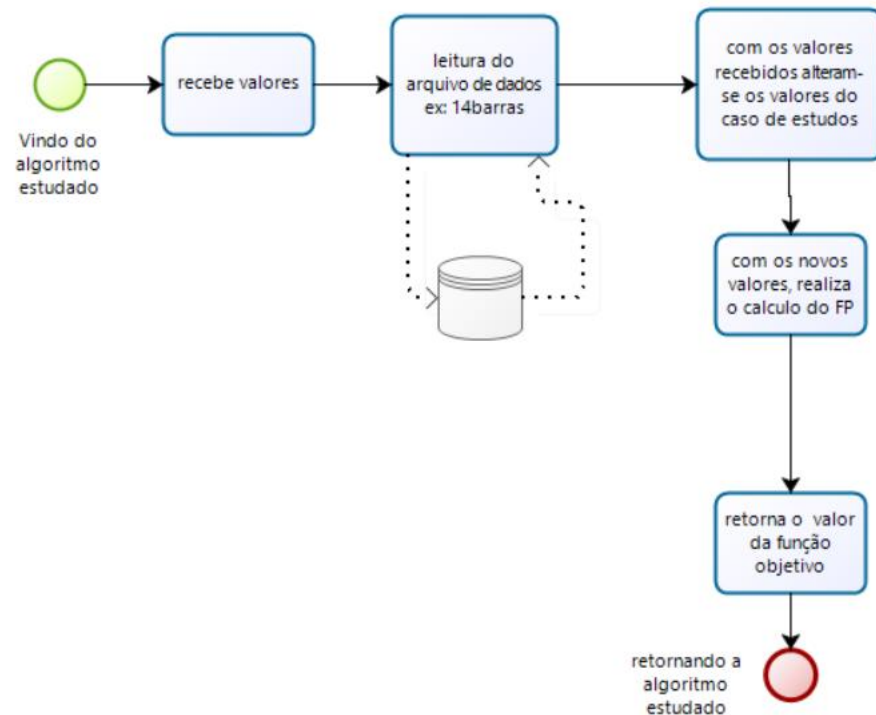 Vindo do
algoritmo
estudado
recebe valores
leitura do
arquivo de dados
ex: 14barras
com os valores
recebidos alteram-
se os valores do
caso de estudos
com os novos
valores, realiza
o calculo do FP
retorna o valor
da função
objetivo
retornando a
algoritmo
estudado